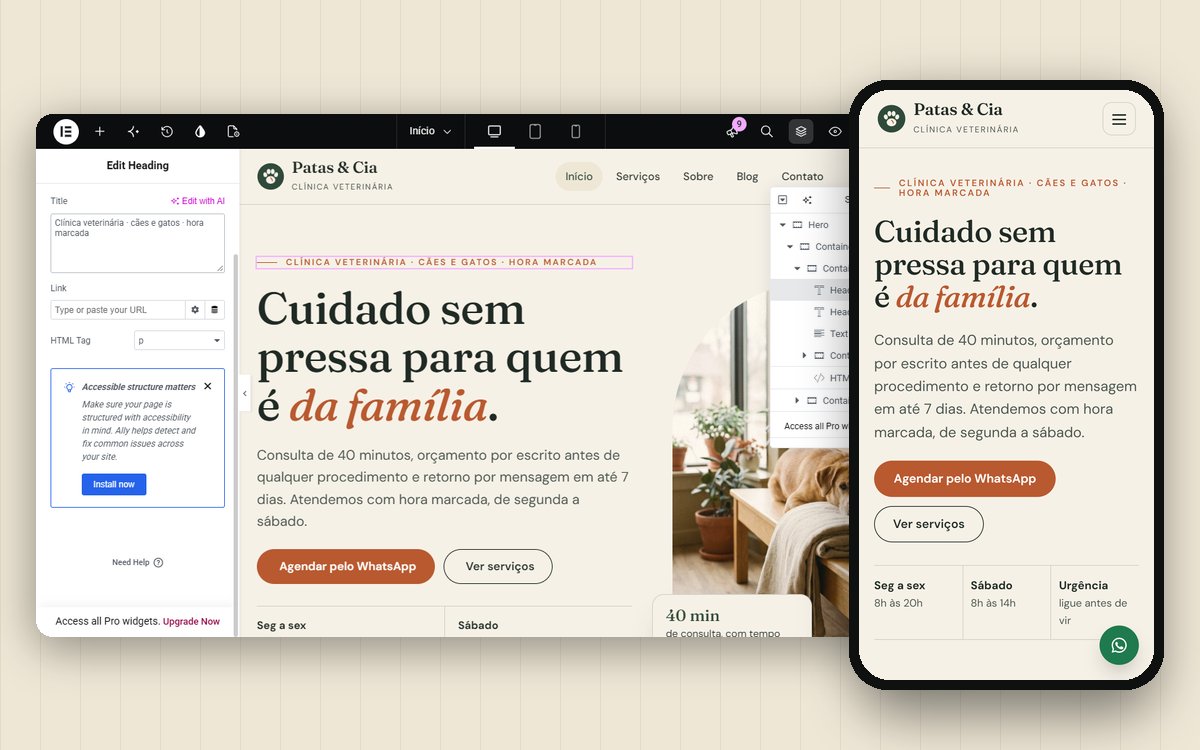 Início
9
Edit Heading
Title
Edit with AI
Clínica veterinária · cães e gatos · hora
marcada
Link
Type or paste your URL
HTML Tag
p
Accessible structure matters
Make sure your page is
structured with accessibility
in mind. Ally helps detect and
fix common issues across
your site.
Install now
Need Help
Access all Pro widgets. Upgrade Now
Patas & Cia
CLÍNICA VETERINÁRIA
Início
Serviços
Sobre
Blog
Contato
CLÍNICA VETERINÁRIA · CÃES E GATOS · HORA MARCADA
Cuidado sem
pressa para quem
é da família.
Consulta de 40 minutos, orçamento por escrito antes de
qualquer procedimento e retorno por mensagem em até 7
dias. Atendemos com hora marcada, de segunda a
sábado.
Agendar pelo WhatsApp
Ver serviços
Seg a sex
Sábado
40 min
de consulta, com tempo
S
Hero
Contain
Conta
Head
Head
Text
Cont
HTM
Contai
Access all Pro wi
Patas & Cia
CLÍNICA VETERINÁRIA
CLÍNICA VETERINÁRIA · CÃES E GATOS ·
HORA MARCADA
Cuidado sem
pressa para quem
é da família.
Consulta de 40 minutos, orçamento
por escrito antes de qualquer
procedimento e retorno por mensagem
em até 7 dias. Atendemos com hora
marcada, de segunda a sábado.
Agendar pelo WhatsApp
Ver serviços
Seg a sex
8h às 20h
Sábado
8h às 14h
Urgência
ligue antes de
vir